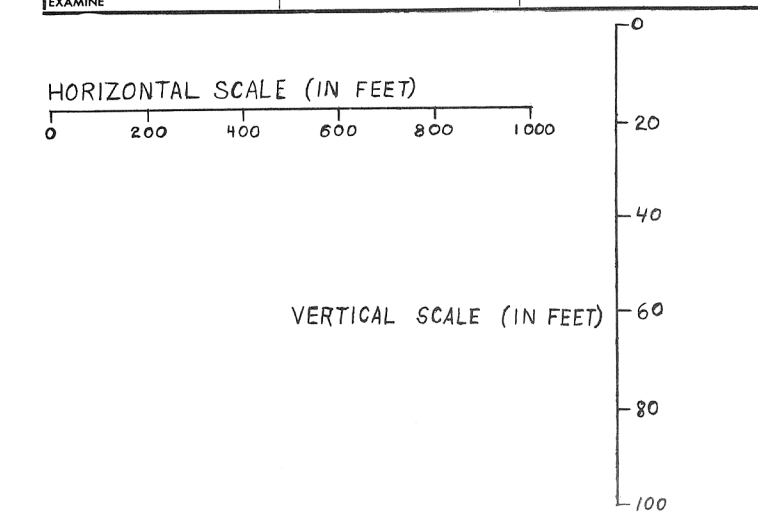 EXAMINE
HORIZONTAL SCALE (IN FEET)
0 200 400 600 800 1000
VERTICAL SCALE (IN FEET)
0
20
40
60
80
100